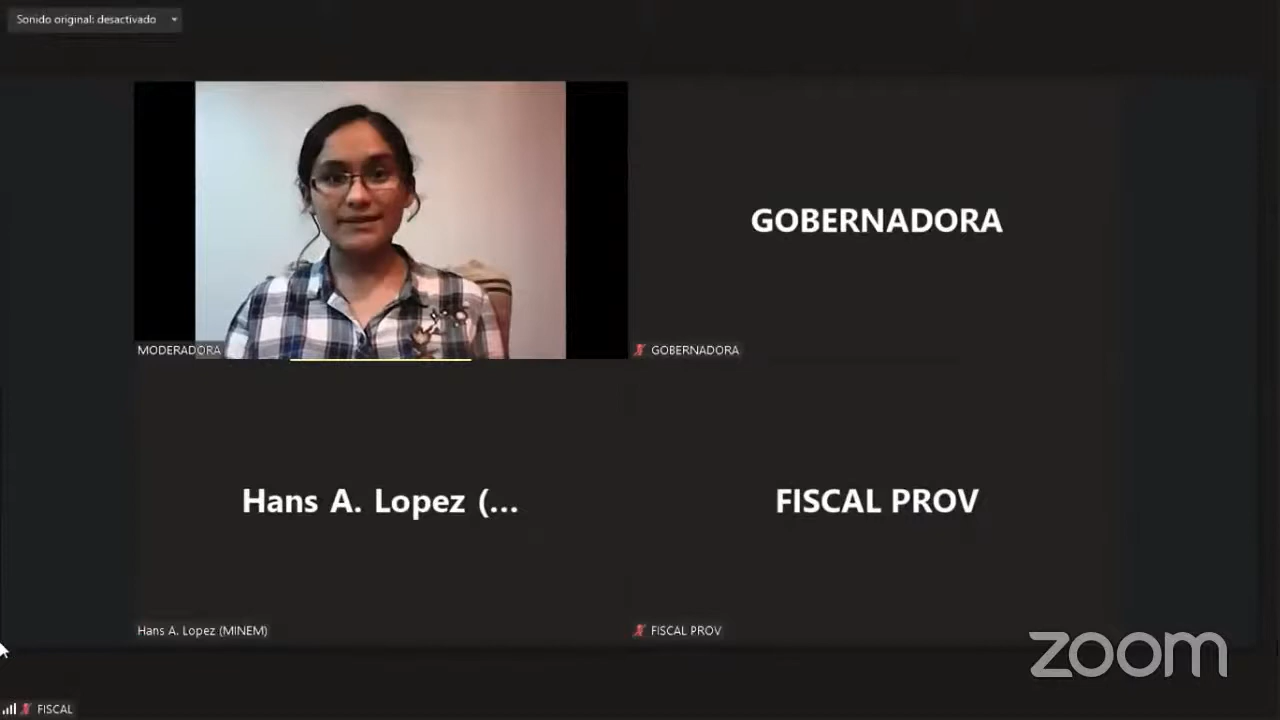 Sonido original: desactivado
GOBERNADORA
MODERADORA
GOBERNADORA
Hans A. Lopez (...
FISCAL PROV
Hans A. Lopez (MINEM)
FISCAL PROV
zoom
FISCAL